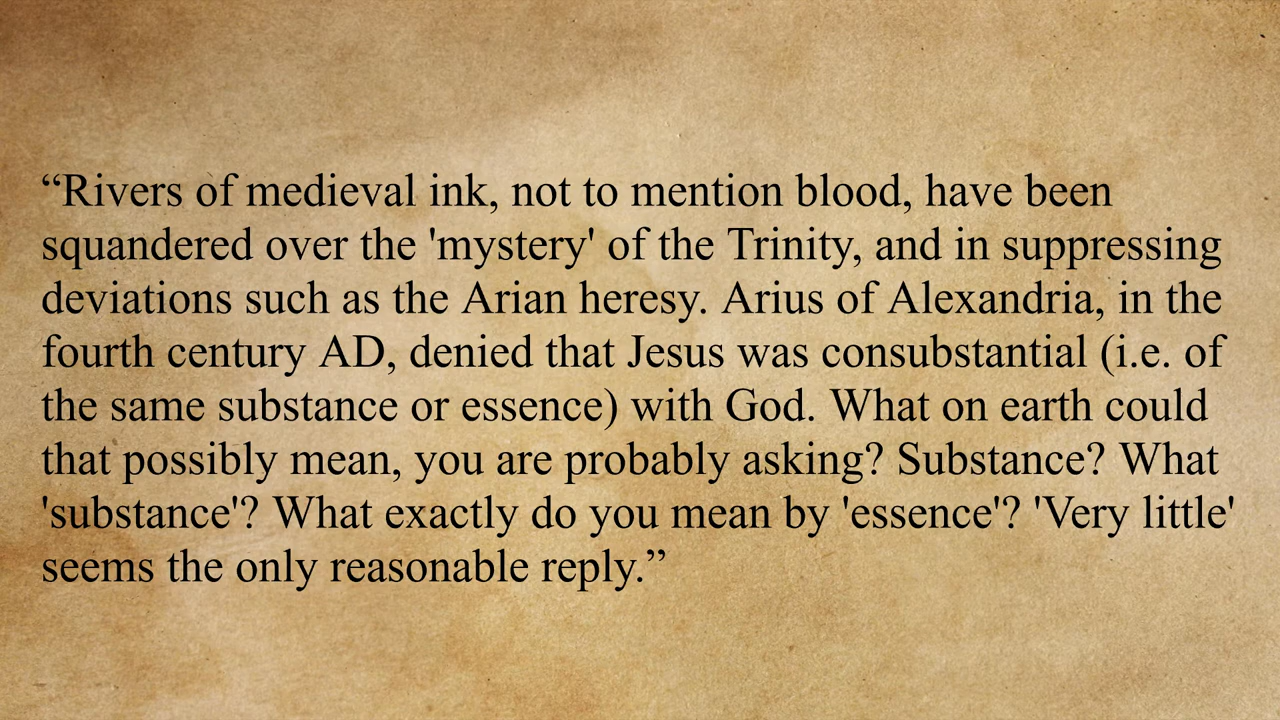 “Rivers of medieval ink, not to mention blood, have been
squandered over the 'mystery' of the Trinity, and in suppressing
deviations such as the Arian heresy. Arius of Alexandria, in the
fourth century AD, denied that Jesus was consubstantial (i.e. of
the same substance or essence) with God. What on earth could
that possibly mean, you are probably asking? Substance? What
'substance'? What exactly do you mean by 'essence'? 'Very little'
seems the only reasonable reply.”